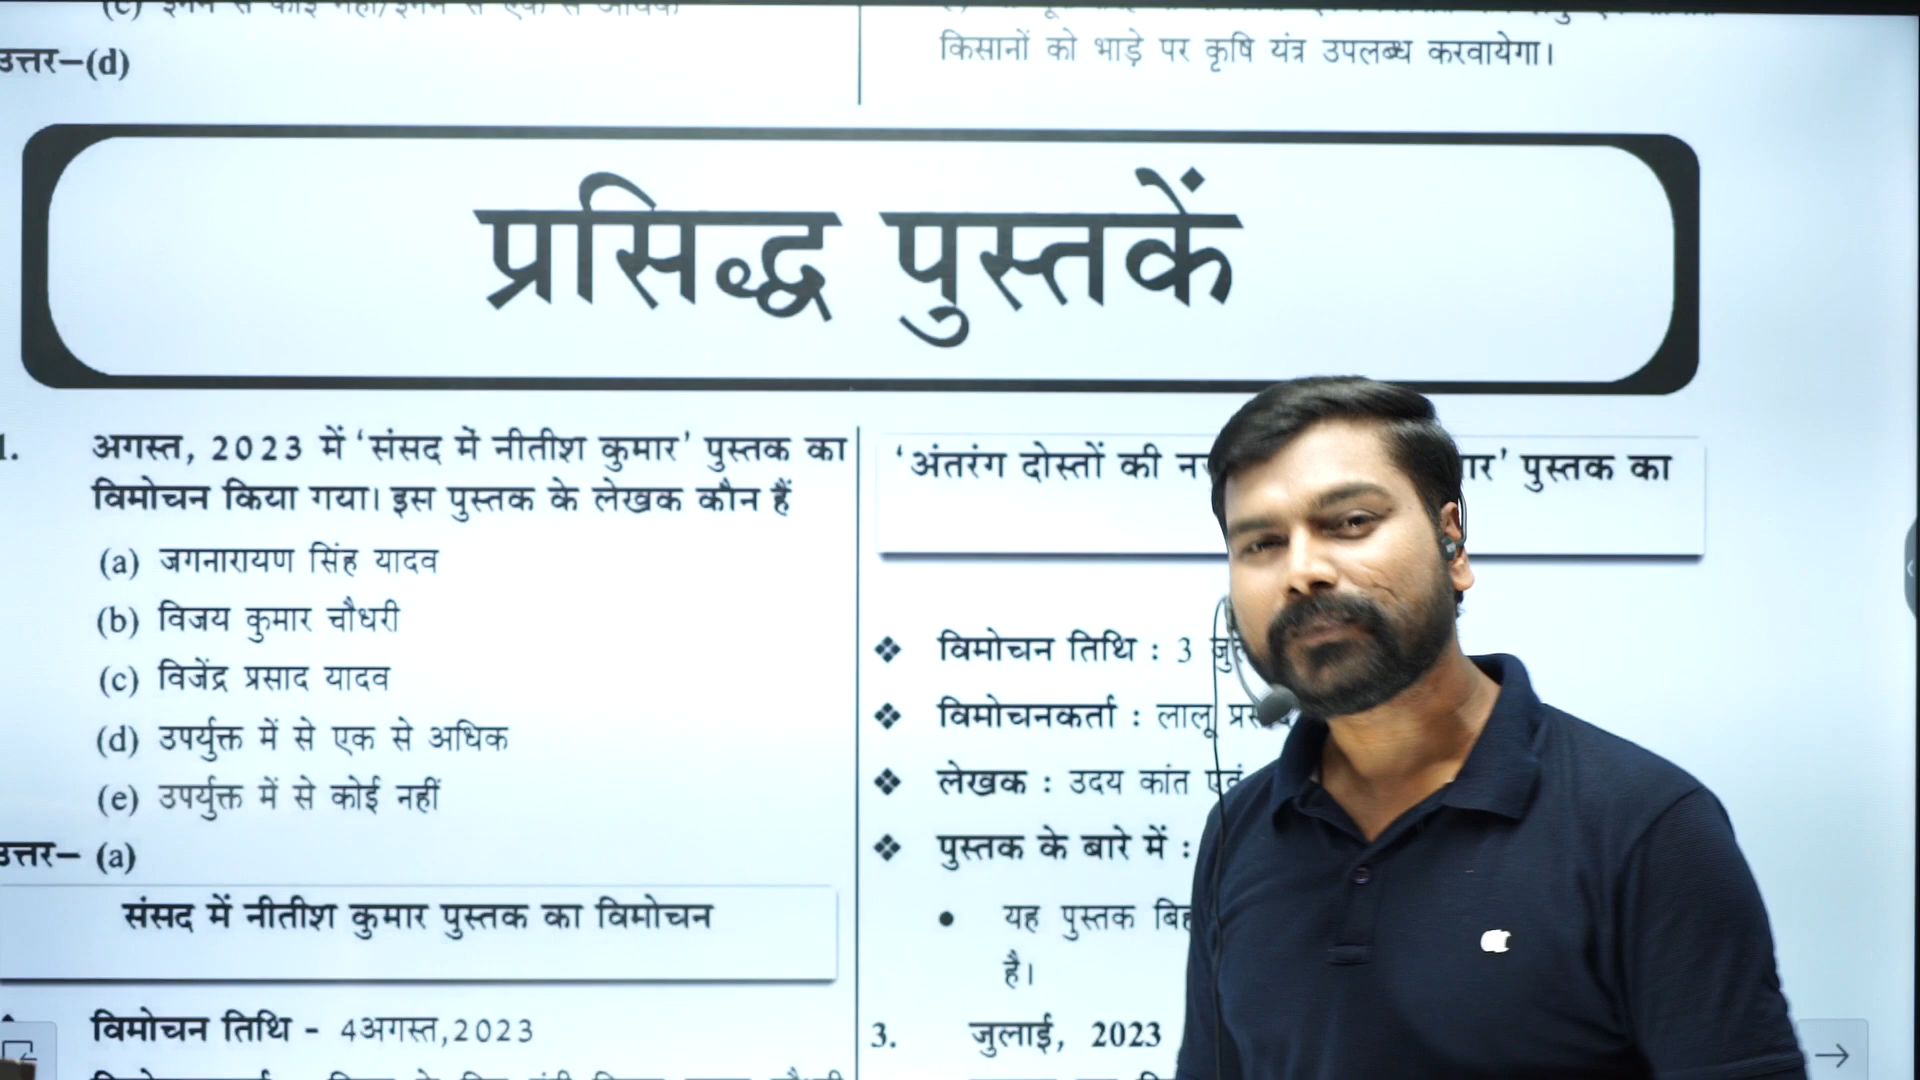 उत्तर–(d)
किसानों को भाड़े पर कृषि यंत्र उपलब्ध करवायेगा।
प्रसिद्ध पुस्तकें
1. अगस्त, 2023 में ‘संसद में नीतीश कुमार’ पुस्तक का
विमोचन किया गया। इस पुस्तक के लेखक कौन हैं
(a) जगनारायण सिंह यादव
(b) विजय कुमार चौधरी
(c) विजेंद्र प्रसाद यादव
(d) उपर्युक्त में से एक से अधिक
(e) उपर्युक्त में से कोई नहीं
उत्तर– (a)
संसद में नीतीश कुमार पुस्तक का विमोचन
विमोचन तिथि - 4अगस्त,2023
‘अंतरंग दोस्तों की पुस्तक का
❖ विमोचन तिथि : 3
❖ विमोचनकर्ता : लालू
❖ लेखक : उदय कांत एवं
❖ पुस्तक के बारे में :
• यह पुस्तक
है।
3. जुलाई, 2023